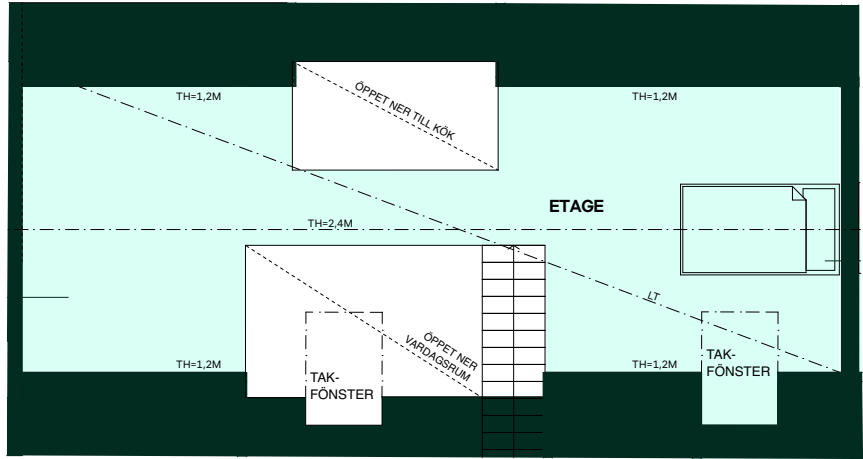 TH=1,2M
ÖPPET NER TILL KÖK
TH=1,2M
ETAGE
TH=2,4M
LT
ÖPPET NER
VARDAGSRUM
TH=1,2M
TAK-
FÖNSTER
TH=1,2M
TAK-
FÖNSTER